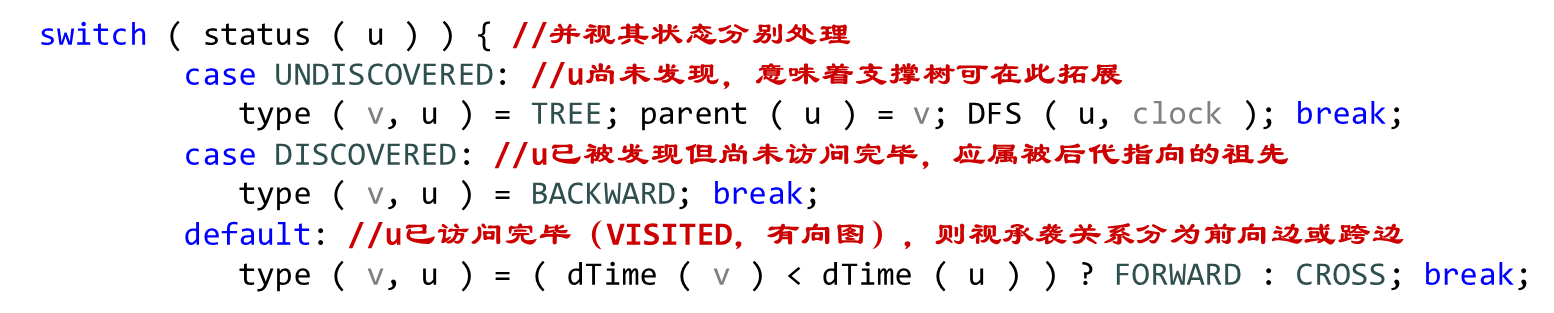 switch ( status ( u ) ) { //并视其状态分别处理
case UNDISCOVERED: //u尚未发现，意味着支撑树可在此拓展
type ( v, u ) = TREE; parent ( u ) = v; DFS ( u, clock ); break;
case DISCOVERED: //u已被发现但尚未访问完毕，应属被后代指向的祖先
type ( v, u ) = BACKWARD; break;
default: //u已访问完毕（VISITED，有向图），则视承袭关系分为前向边或跨边
type ( v, u ) = ( dTime ( v ) < dTime ( u ) ) ? FORWARD : CROSS; break;